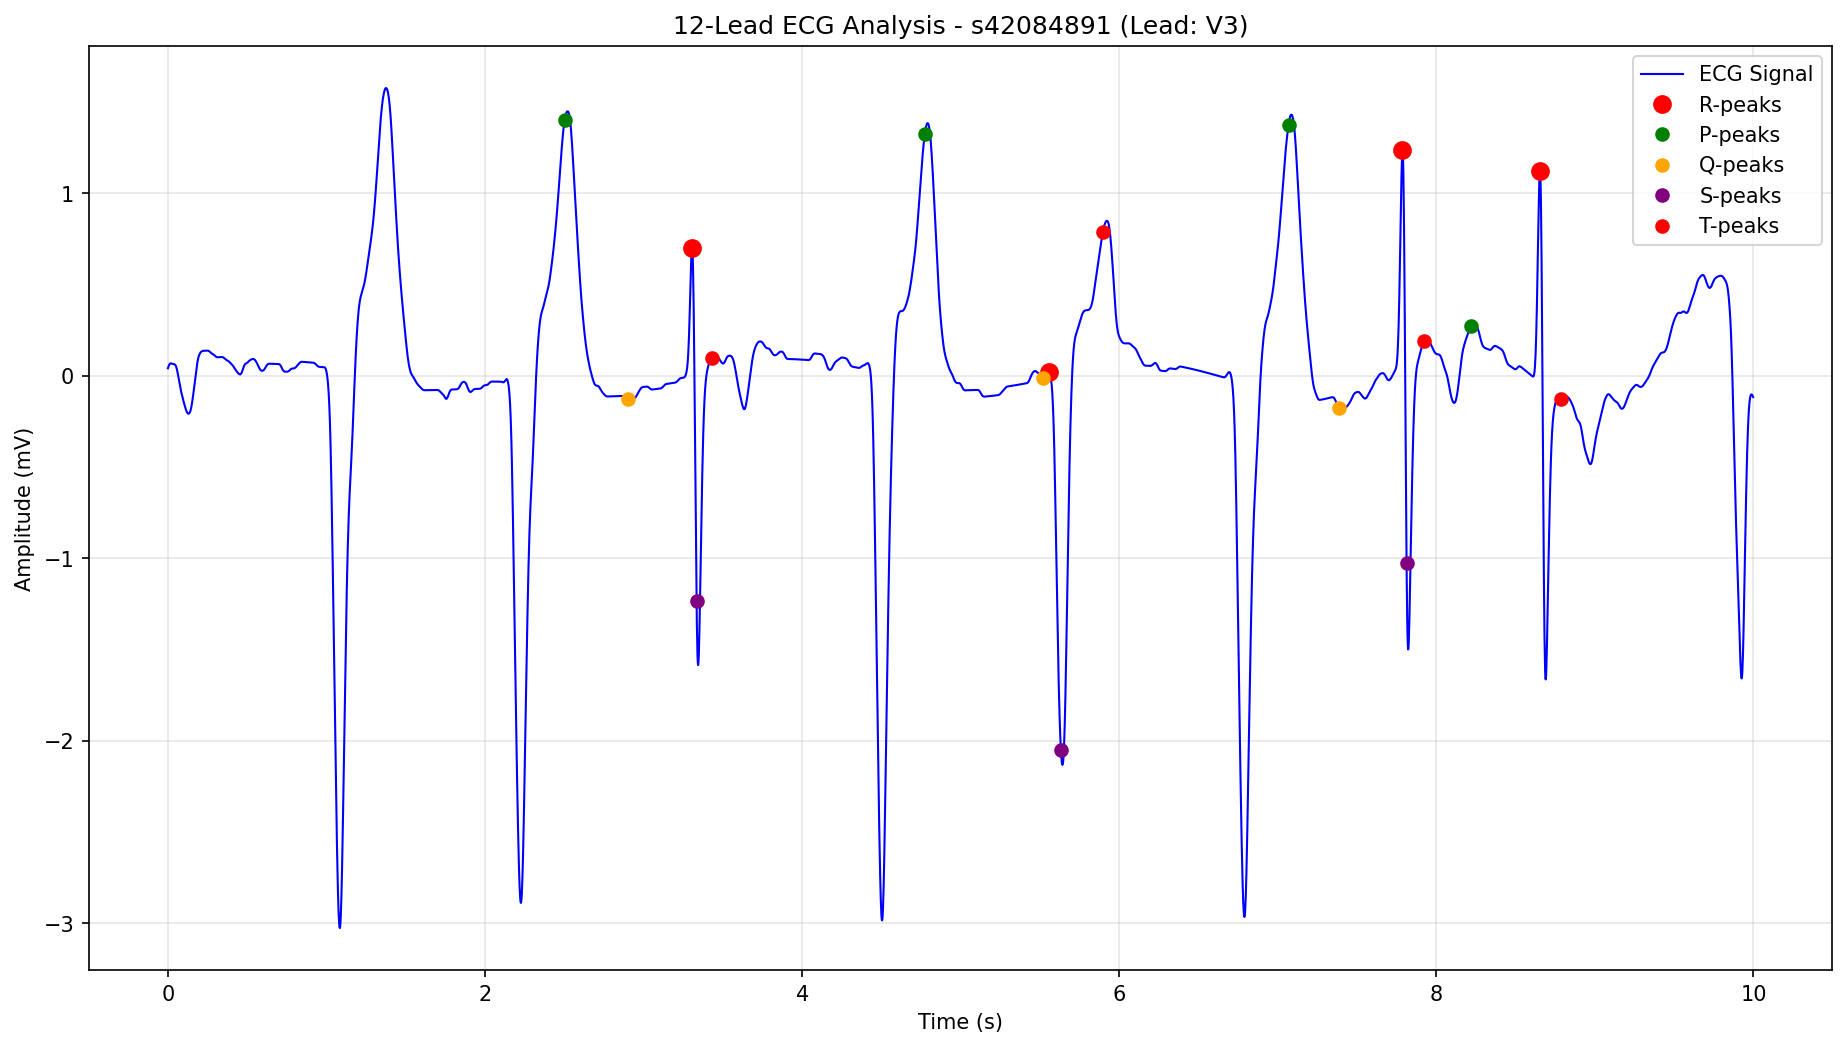 12-Lead ECG Analysis - s42084891 (Lead: V3)
ECG Signal
R-peaks
P-peaks
Q-peaks
S-peaks
T-peaks
Amplitude (mV)
1
0
−1
−2
−3
0 2 4 6 8 10
Time (s)